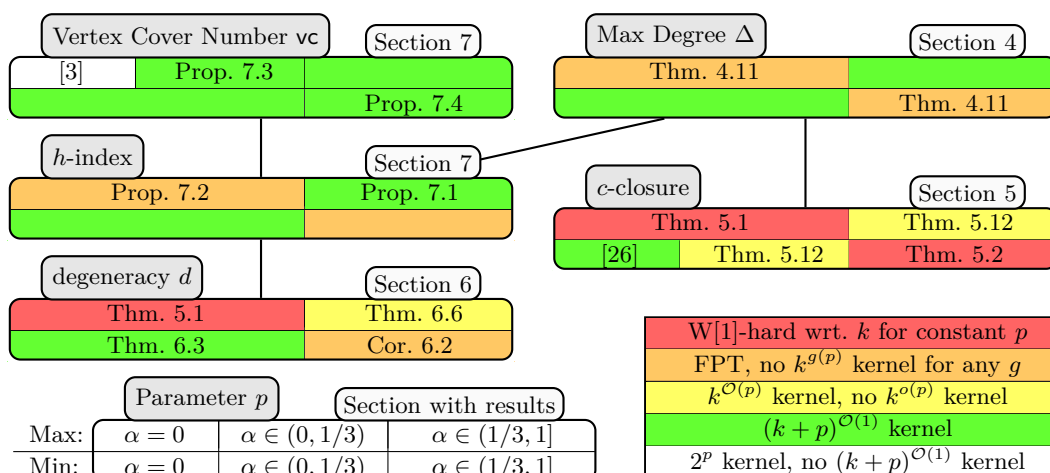 Vertex Cover Number vc Section 7
[3] Prop. 7.3
Prop. 7.4
Max Degree Δ Section 4
Thm. 4.11
Thm. 4.11
h-index Section 7
Prop. 7.2 Prop. 7.1
c-closure Section 5
Thm. 5.1 Thm. 5.12
[26] Thm. 5.12 Thm. 5.2
degeneracy d Section 6
Thm. 5.1 Thm. 6.6
Thm. 6.3 Cor. 6.2
Parameter p Section with results
Max: α = 0 α ∈ (0, 1/3) α ∈ (1/3, 1]
Min: α = 0 α ∈ (0, 1/3) α ∈ (1/3, 1]
W[1]-hard wrt. k for constant p
FPT, no k^{g(p)} kernel for any g
k^{𝒪(p)} kernel, no k^{o(p)} kernel
(k + p)^{𝒪(1)} kernel
2^p kernel, no (k + p)^{𝒪(1)} kernel